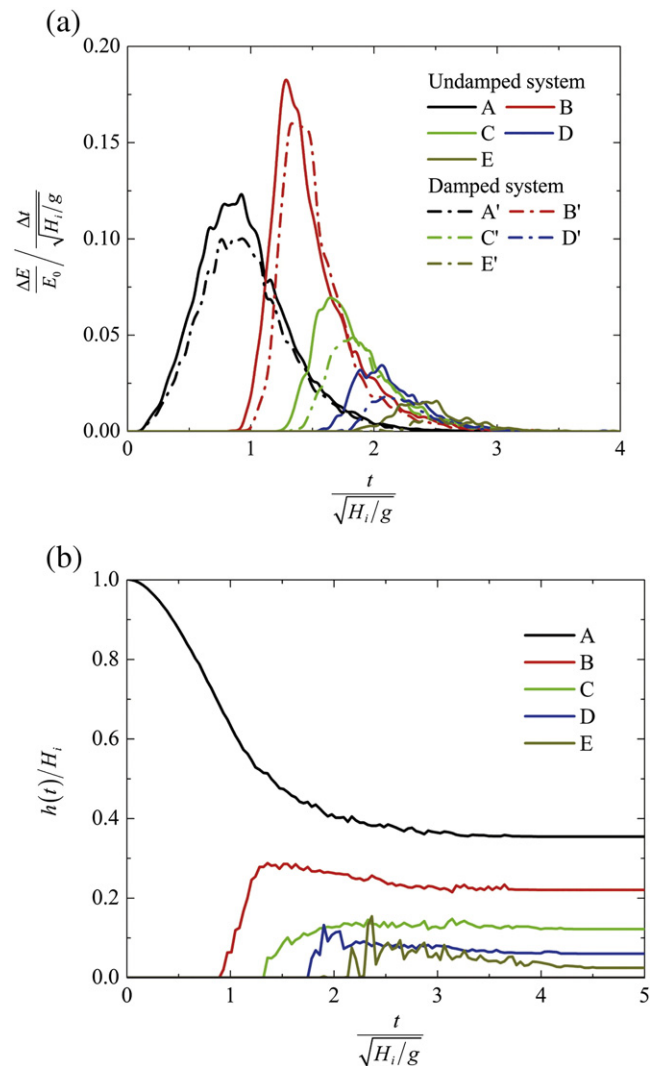 (a)
0.20
0.15
0.10
0.05
0.00
ΔE/E₀ / Δt/√(Hᵢ/g)
Undamped system
A B
C D
E
Damped system
A' B'
C' D'
E'
0 1 2 3 4
t/√(Hᵢ/g)
(b)
1.0
0.8
0.6
0.4
0.2
0.0
h(t)/Hᵢ
A
B
C
D
E
0 1 2 3 4 5
t/√(Hᵢ/g)